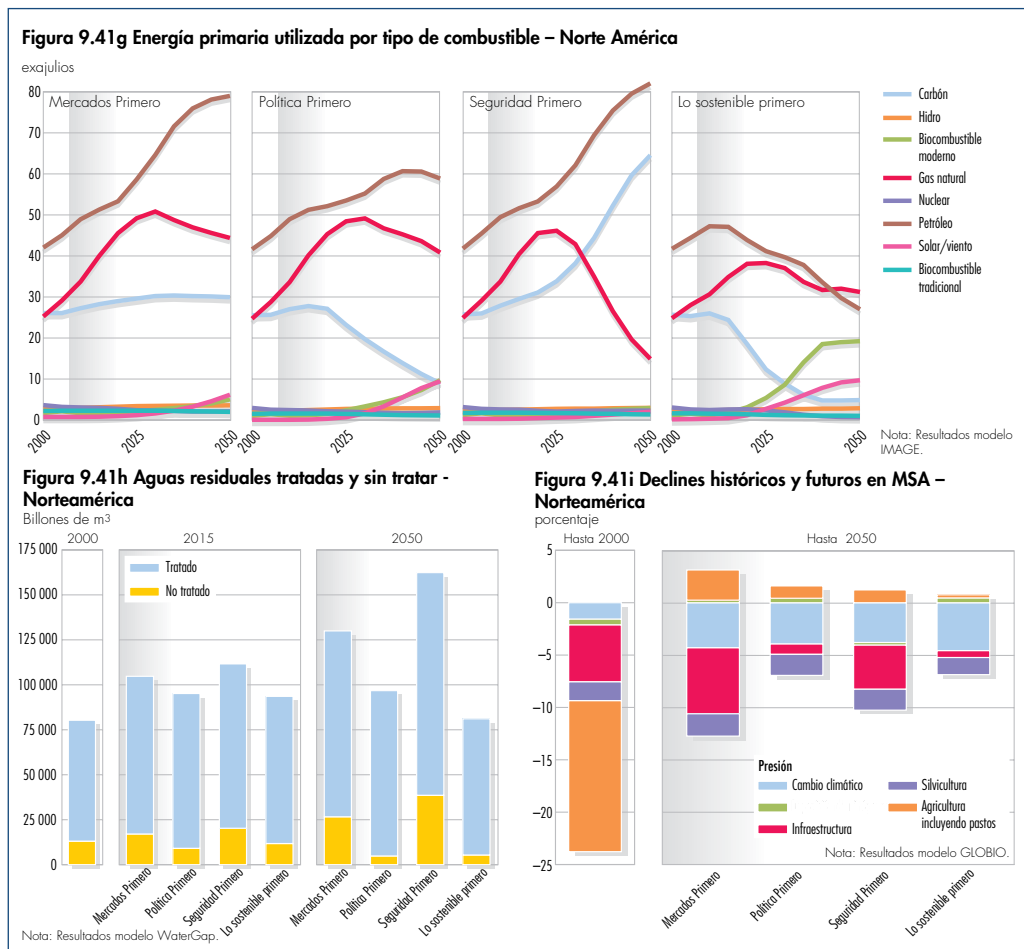 Figura 9.41g Energía primaria utilizada por tipo de combustible – Norte América
exajulios
80
70
60
50
40
30
20
10
0
Mercados Primero
Política Primero
Seguridad Primero
Lo sostenible primero
2000
2025
2050
2000
2025
2050
2000
2025
2050
2000
2025
2050
Carbón
Hidro
Biocombustible
moderno
Gas natural
Nuclear
Petróleo
Solar/viento
Biocombustible
tradicional
Nota: Resultados modelo
IMAGE.
Figura 9.41h Aguas residuales tratadas y sin tratar -
Norteamérica
Billones de m3
2000
2015
2050
175 000
150 000
125 000
100 000
75 000
50 000
25 000
0
Tratado
No tratado
Mercados Primero
Política Primero
Seguridad Primero
Lo sostenible primero
Mercados Primero
Política Primero
Seguridad Primero
Lo sostenible primero
Nota: Resultados modelo WaterGap.
Figura 9.41i Declines históricos y futuros en MSA –
Norteamérica
porcentaje
Hasta 2000
Hasta 2050
5
0
–5
–10
–15
–20
–25
Presión
Cambio climático
Infraestructura
Silvicultura
Agricultura
incluyendo pastos
Nota: Resultados modelo GLOBIO.
Mercados Primero
Política Primero
Seguridad Primero
Lo sostenible primero